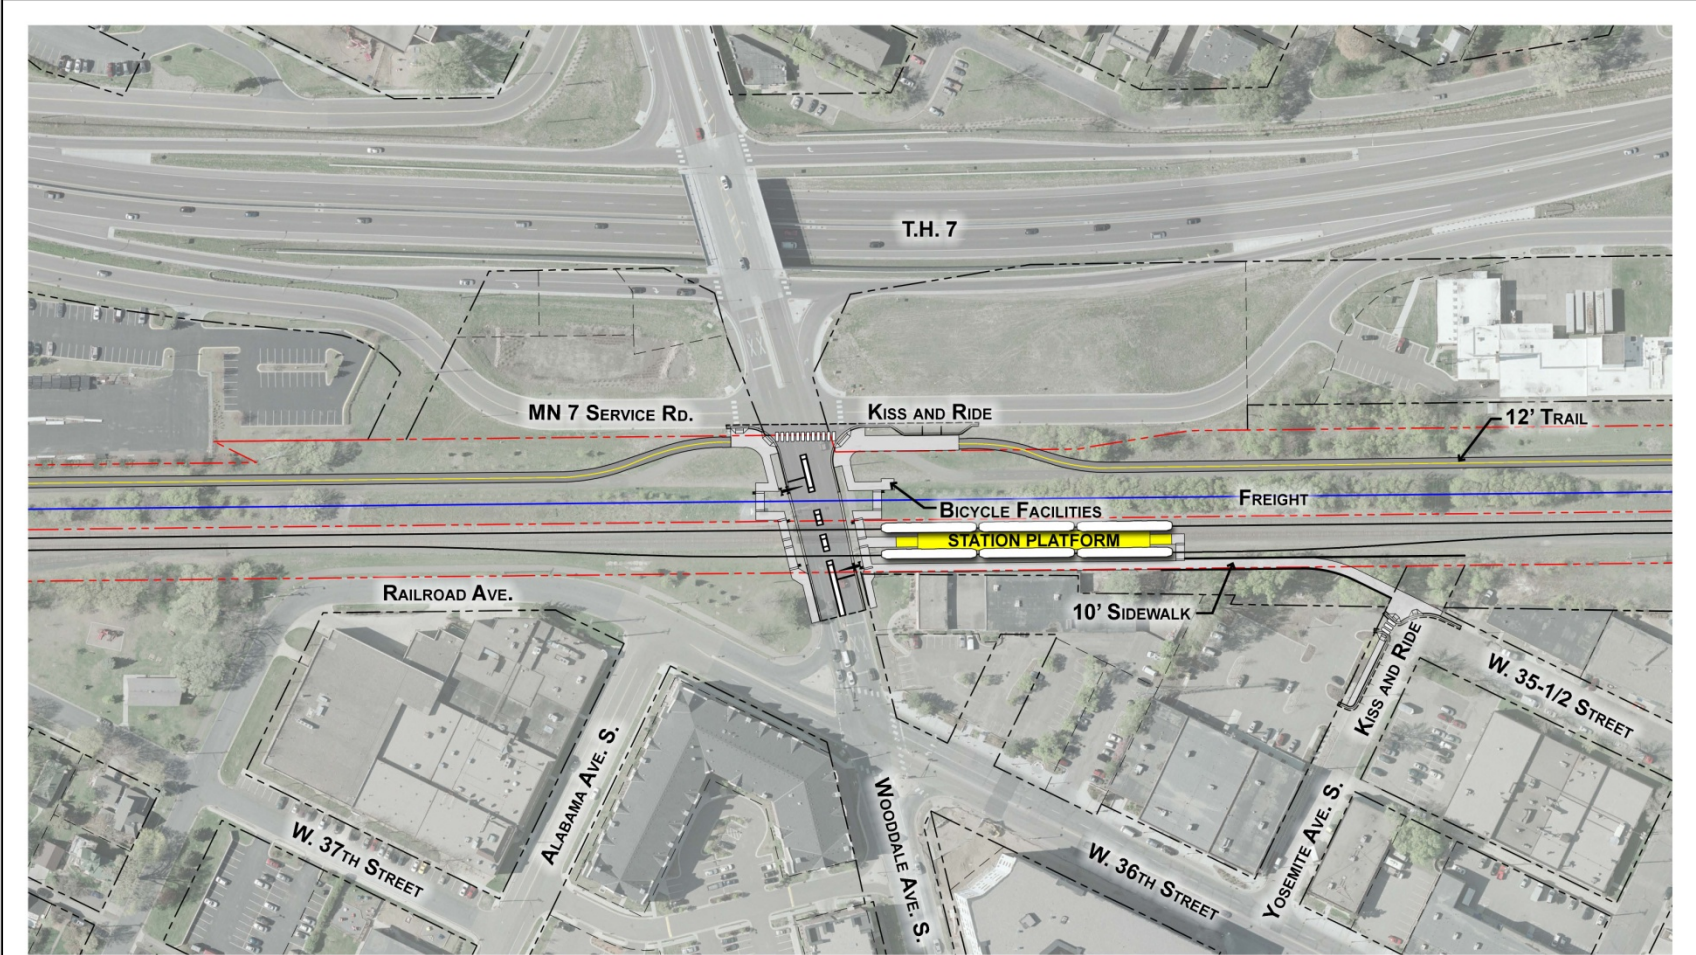 T.H. 7
MN 7 SERVICE RD.
KISS AND RIDE
12' TRAIL
FREIGHT
BICYCLE FACILITIES
STATION PLATFORM
RAILROAD AVE.
10' SIDEWALK
KISS AND RIDE
W. 35-1/2 STREET
ALABAMA AVE. S.
WOODDALE AVE. S.
W. 37TH STREET
W. 36TH STREET
YOSEMITE AVE. S.